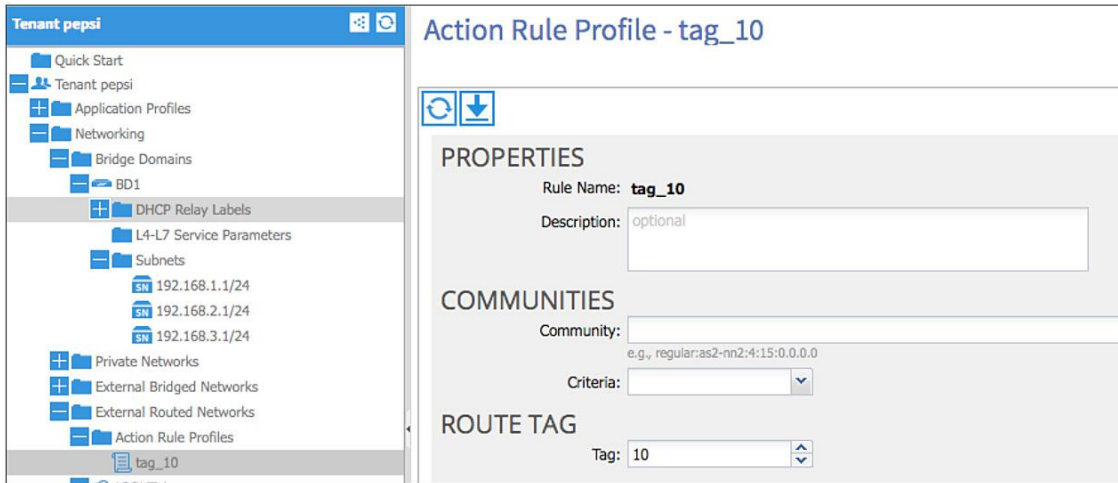 Tenant pepsi
Quick Start
Tenant pepsi
Application Profiles
Networking
Bridge Domains
BD1
DHCP Relay Labels
L4-L7 Service Parameters
Subnets
SN 192.168.1.1/24
SN 192.168.2.1/24
SN 192.168.3.1/24
Private Networks
External Bridged Networks
External Routed Networks
Action Rule Profiles
tag_10
Action Rule Profile - tag_10
PROPERTIES
Rule Name: tag_10
Description: optional
COMMUNITIES
Community:
e.g., regular:as2-nn2:4:15:0.0.0.0
Criteria:
ROUTE TAG
Tag: 10